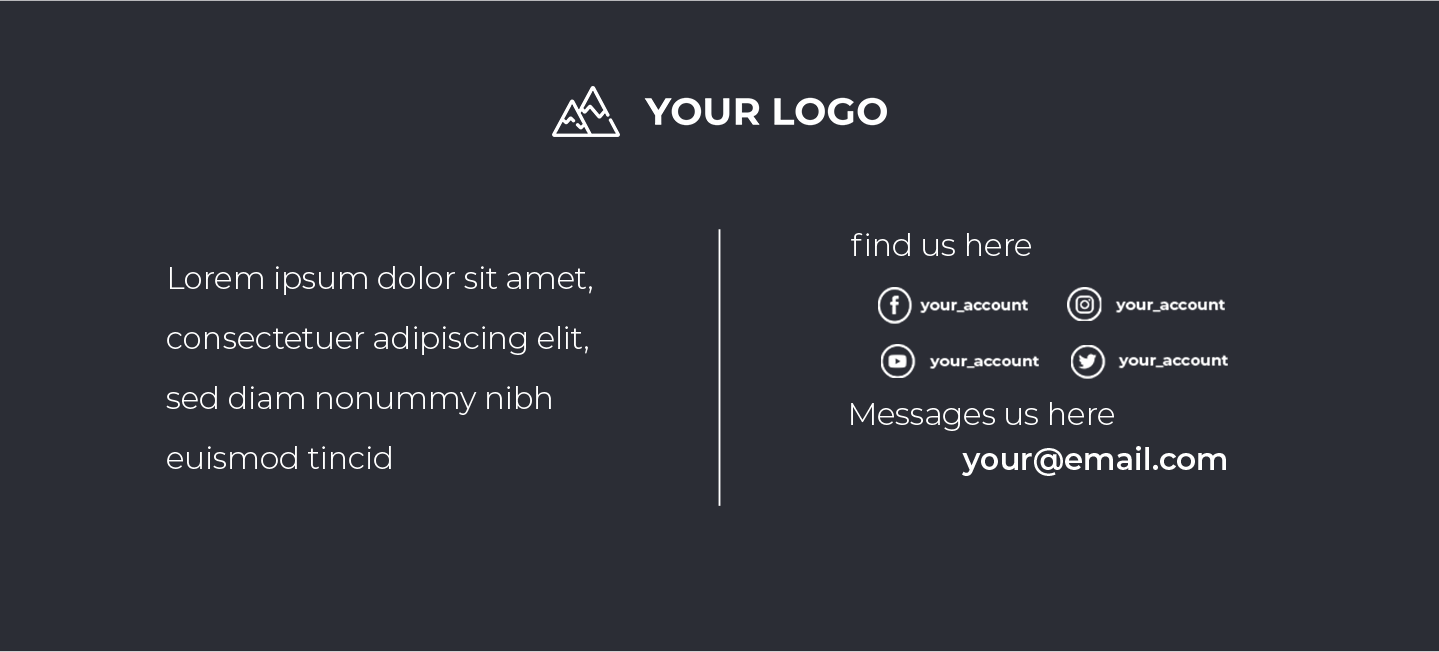 YOUR LOGO
Lorem ipsum dolor sit amet,
consectetuer adipiscing elit,
sed diam nonummy nibh
euismod tincid
find us here
your_account your_account
your_account your_account
Messages us here
your@email.com